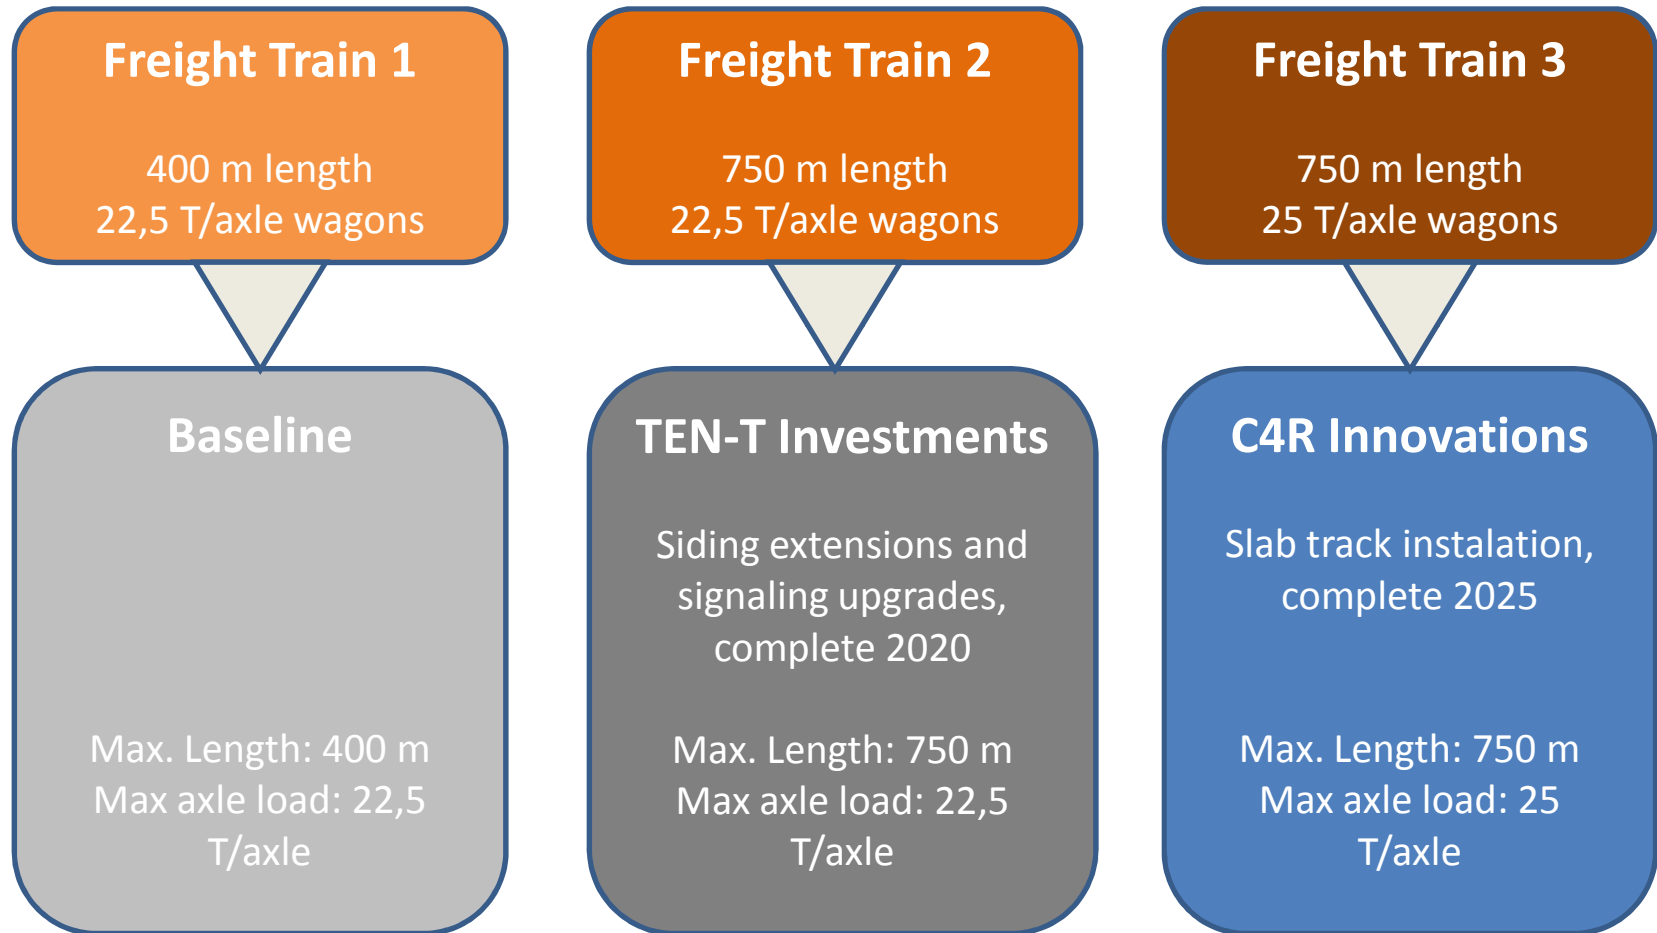 Freight Train 1
400 m length
22,5 T/axle wagons
Freight Train 2
750 m length
22,5 T/axle wagons
Freight Train 3
750 m length
25 T/axle wagons
Baseline
Max. Length: 400 m
Max axle load: 22,5
T/axle
TEN-T Investments
Siding extensions and
signaling upgrades,
complete 2020
Max. Length: 750 m
Max axle load: 22,5
T/axle
C4R Innovations
Slab track instalation,
complete 2025
Max. Length: 750 m
Max axle load: 25
T/axle